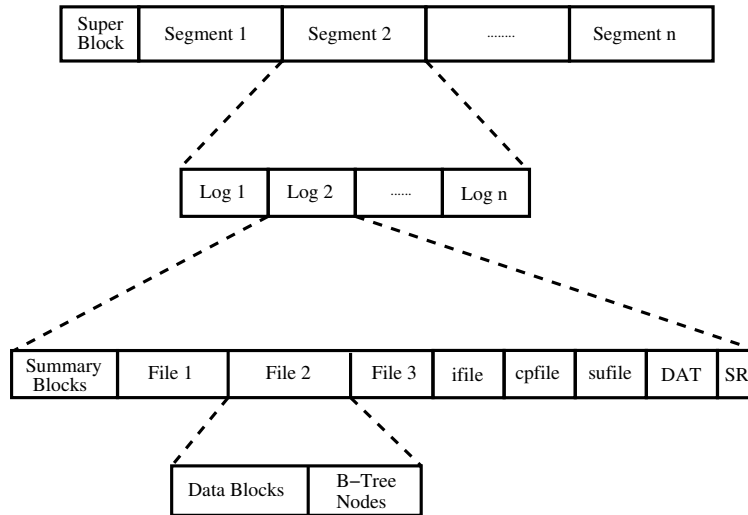 Super Block
Segment 1
Segment 2
........
Segment n
Log 1
Log 2
......
Log n
Summary Blocks
File 1
File 2
File 3
ifile
cpfile
sufile
DAT
SR
Data Blocks
B−Tree Nodes